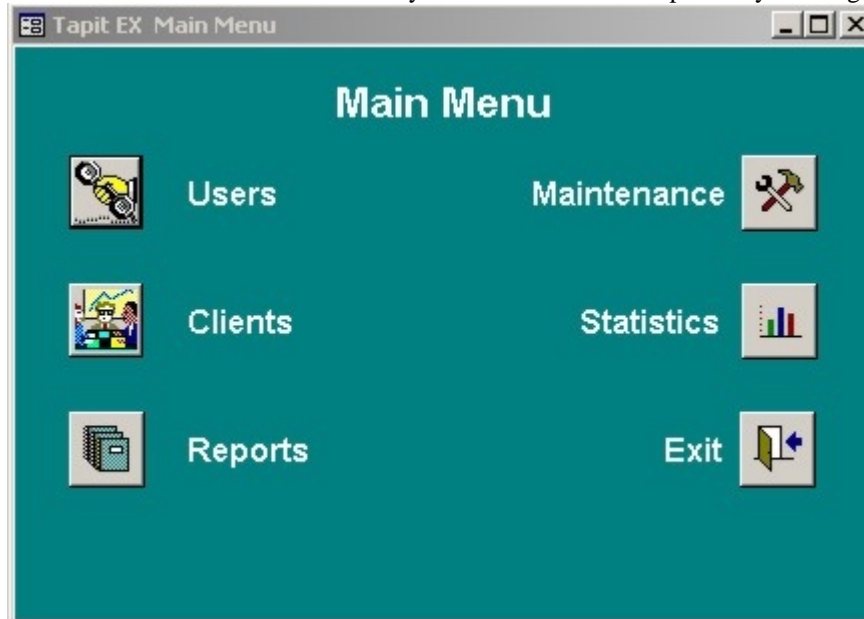 Tapit EX Main Menu
Main Menu
Users
Maintenance
Clients
Statistics
Reports
Exit